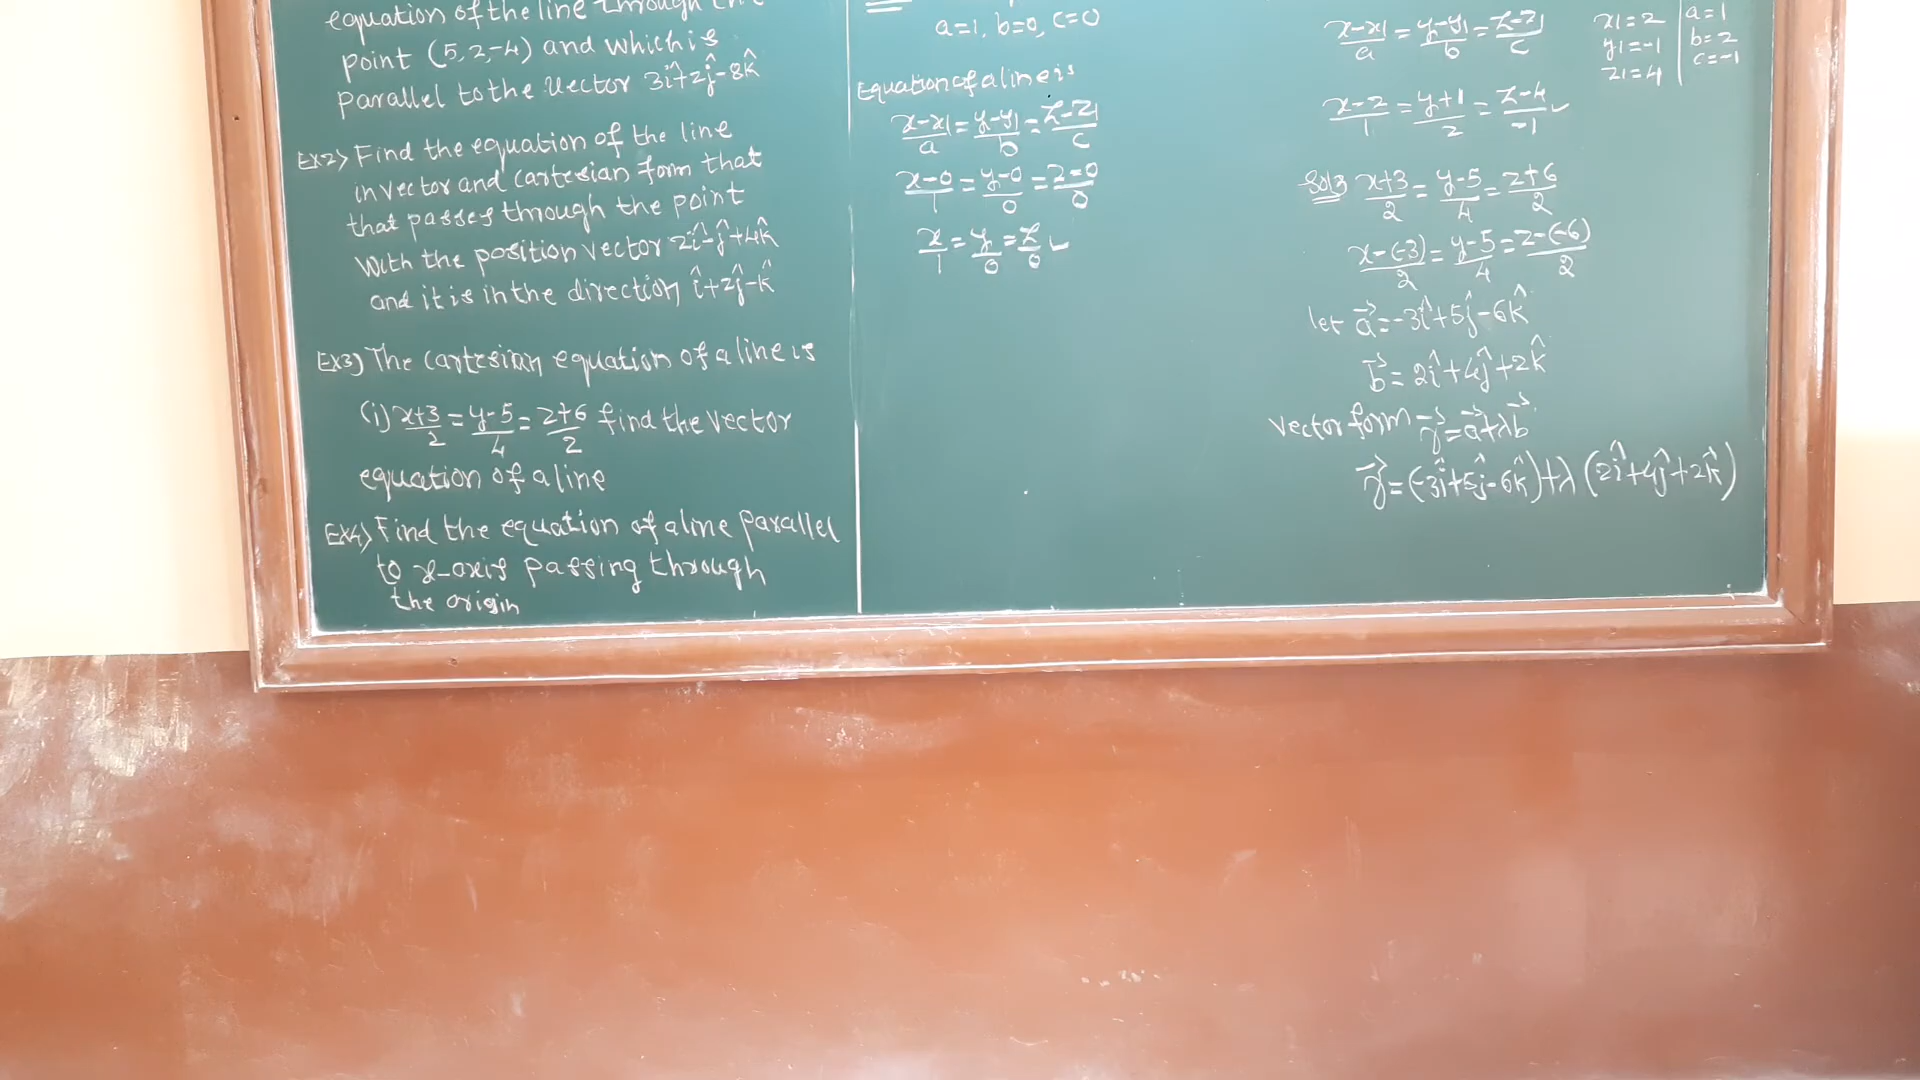 equation of the line through the
point (5,2,-4) and which is
parallel to the vector 3î+2ĵ-8k̂
Ex2) Find the equation of the line
in vector and cartesian form that
that passes through the point
with the position vector 2î-ĵ+4k̂
and it is in the direction î+2ĵ-k̂
Ex3) The cartesian equation of a line is
(i) x+3/2 = y-5/4 = z+6/2 find the vector
equation of a line
Ex4) Find the equation of a line parallel
to x-axis passing through
the origin
a=1, b=0, c=0
Equation of a line is
x-x1/a = y-y1/b = z-z1/c
x-0/1 = y-0/0 = z-0/0
x/1 = y/0 = z/0 ✓
x-x1/a = y-y1/b = z-z1/c
x1=2 | a=1
y1=-1 | b=2
z1=4 | c=-1
x-2/1 = y+1/2 = z-4/-1 ✓
Sol3 x+3/2 = y-5/4 = z+6/2
x-(-3)/2 = y-5/4 = z-(-6)/2
let a⃗=-3î+5ĵ-6k̂
b⃗= 2î+4ĵ+2k̂
vector form r⃗=a⃗+λb⃗
r⃗=(-3î+5ĵ-6k̂)+λ(2î+4ĵ+2k̂)